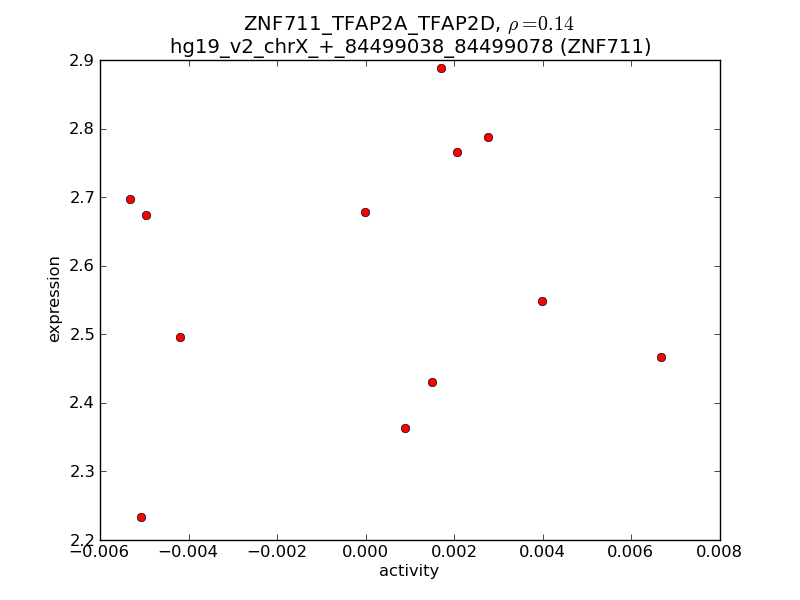 ZNF711_TFAP2A_TFAP2D, ρ=0.14
hg19_v2_chrX_+_84499038_84499078 (ZNF711)
2.9
2.8
2.7
2.6
2.5
2.4
2.3
2.2
expression
−0.006 −0.004 −0.002 0.000 0.002 0.004 0.006 0.008
activity